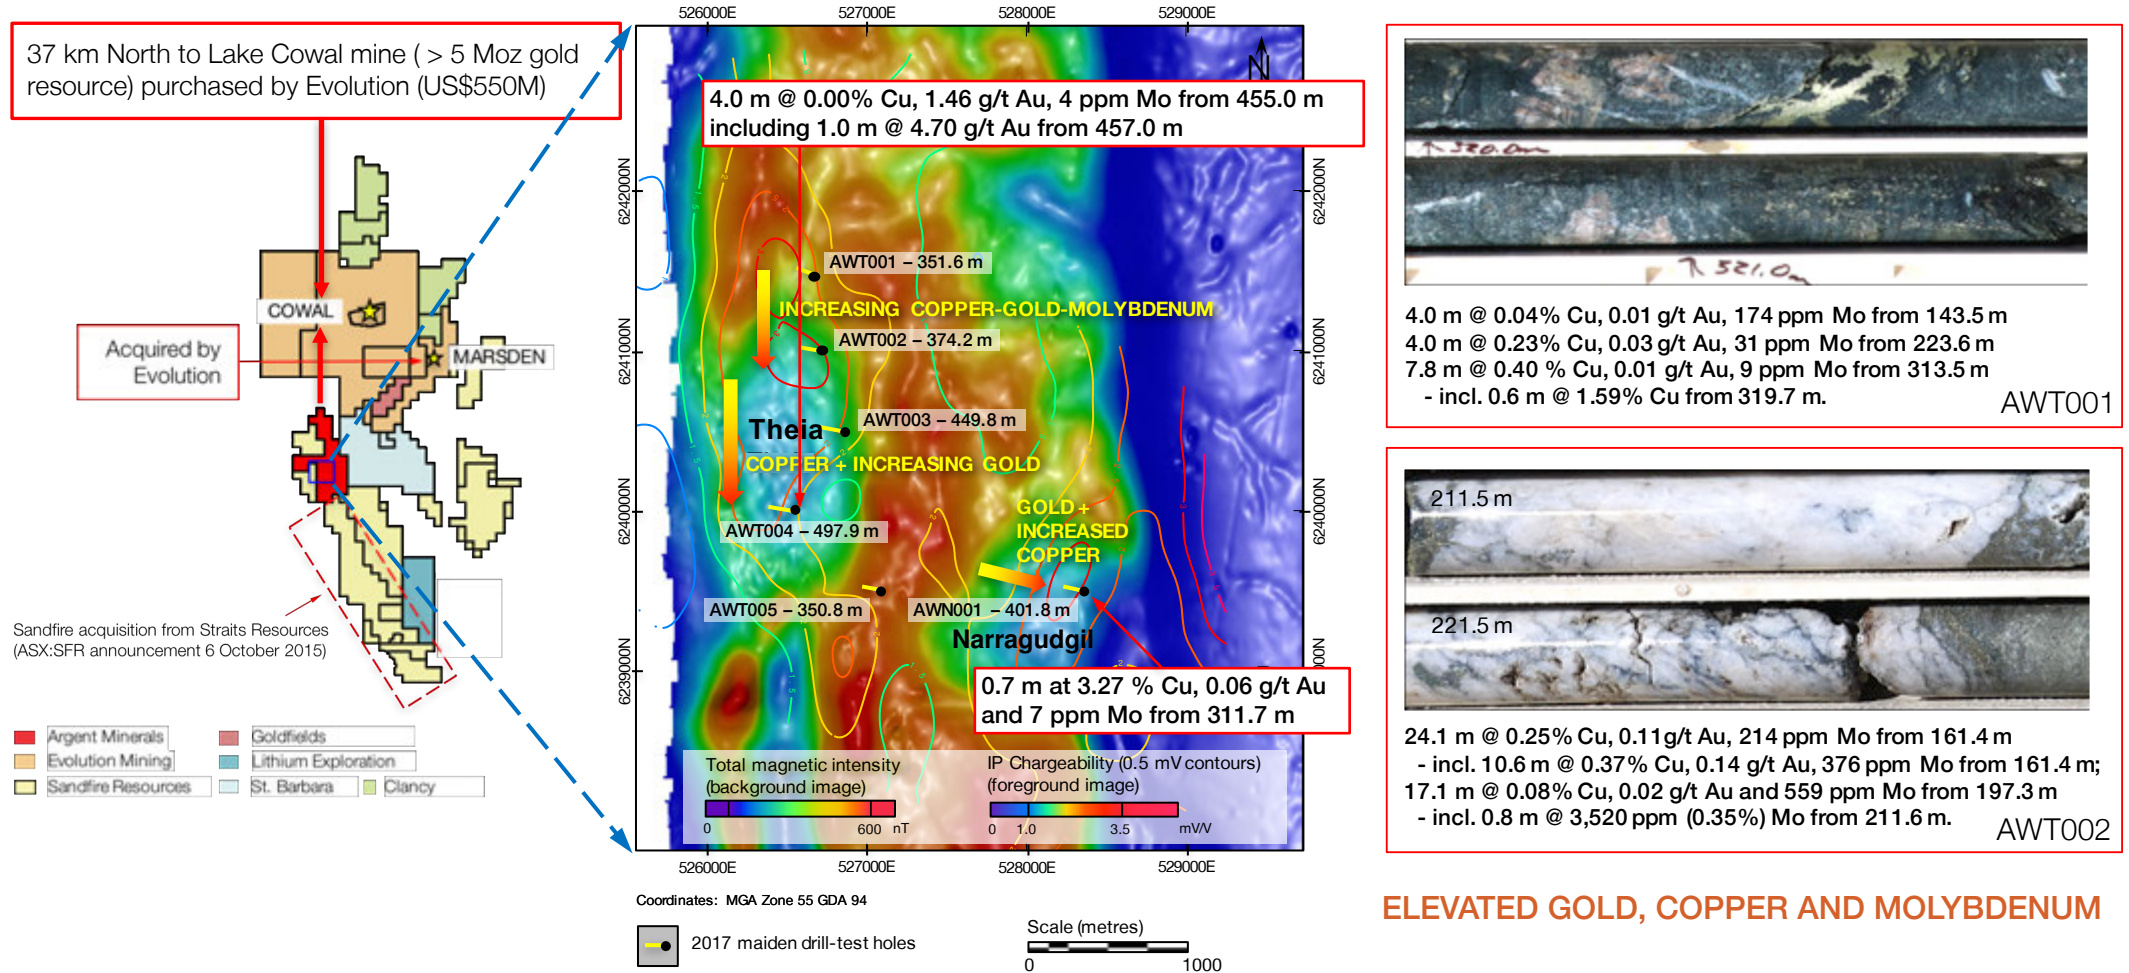 37 km North to Lake Cowal mine ( > 5 Moz gold
resource) purchased by Evolution (US$550M)
COWAL
MARSDEN
Acquired by
Evolution
Sandfire acquisition from Straits Resources
(ASX:SFR announcement 6 October 2015)
Argent Minerals
Goldfields
Evolution Mining
Lithium Exploration
Sandfire Resources
St. Barbara
Clancy
526000E
527000E
528000E
529000E
N
4.0 m @ 0.00% Cu, 1.46 g/t Au, 4 ppm Mo from 455.0 m
including 1.0 m @ 4.70 g/t Au from 457.0 m
6242000N
6242000N
AWT001 – 351.6 m
INCREASING COPPER-GOLD-MOLYBDENUM
AWT002 – 374.2 m
6241000N
6241000N
AWT003 – 449.8 m
Theia
COPPER + INCREASING GOLD
6240000N
6240000N
AWT004 – 497.9 m
GOLD +
INCREASED
COPPER
AWT005 – 350.8 m
AWN001 – 401.8 m
Narragudgil
6239000N
0.7 m at 3.27 % Cu, 0.06 g/t Au
and 7 ppm Mo from 311.7 m
Total magnetic intensity
(background image)
0 600 nT
IP Chargeability (0.5 mV contours)
(foreground image)
0 1.0 3.5 mV/V
526000E
527000E
528000E
529000E
Coordinates: MGA Zone 55 GDA 94
2017 maiden drill-test holes
Scale (metres)
0 1000
320.0m
321.0m
4.0 m @ 0.04% Cu, 0.01 g/t Au, 174 ppm Mo from 143.5 m
4.0 m @ 0.23% Cu, 0.03 g/t Au, 31 ppm Mo from 223.6 m
7.8 m @ 0.40 % Cu, 0.01 g/t Au, 9 ppm Mo from 313.5 m
- incl. 0.6 m @ 1.59% Cu from 319.7 m.
AWT001
211.5 m
221.5 m
24.1 m @ 0.25% Cu, 0.11g/t Au, 214 ppm Mo from 161.4 m
- incl. 10.6 m @ 0.37% Cu, 0.14 g/t Au, 376 ppm Mo from 161.4 m;
17.1 m @ 0.08% Cu, 0.02 g/t Au and 559 ppm Mo from 197.3 m
- incl. 0.8 m @ 3,520 ppm (0.35%) Mo from 211.6 m.
AWT002
ELEVATED GOLD, COPPER AND MOLYBDENUM